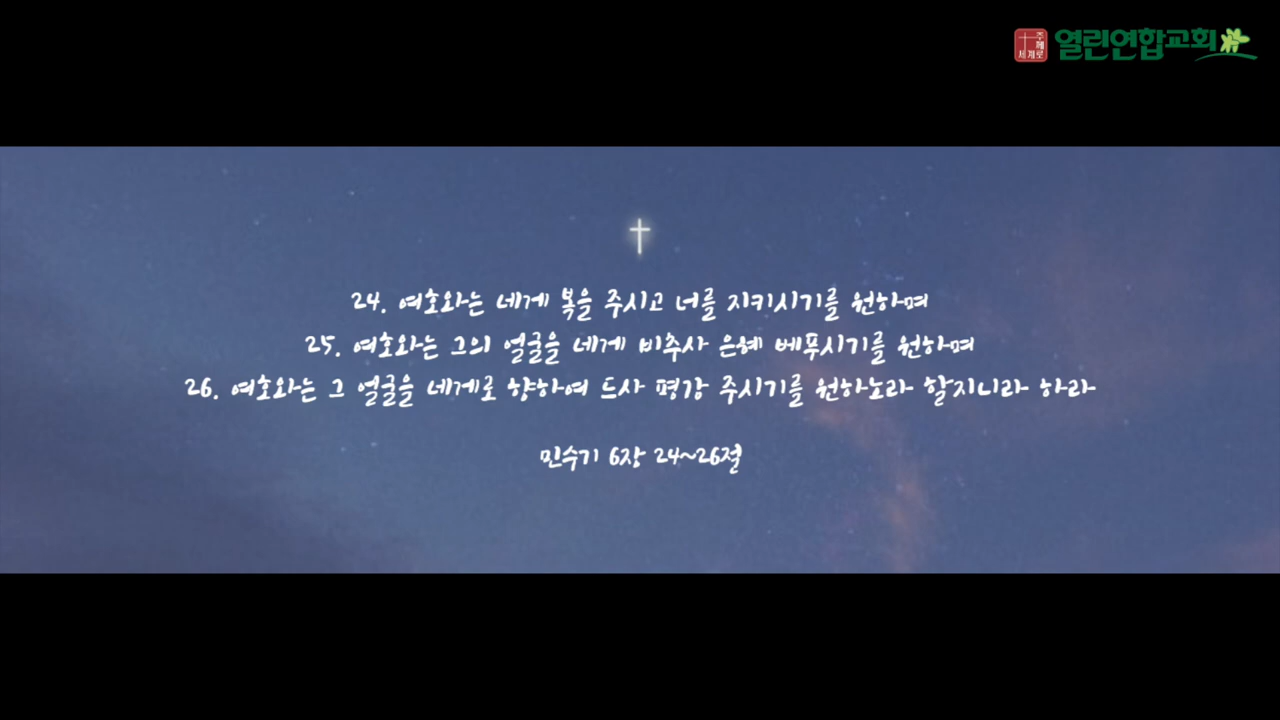 주께
세계로
열린연합교회
24. 여호와는 네게 복을 주시고 너를 지키시기를 원하며
25. 여호와는 그의 얼굴을 네게 비추사 은혜 베푸시기를 원하며
26. 여호와는 그 얼굴을 네게로 향하여 드사 평강 주시기를 원하노라 할지니라 하라
민수기 6장 24~26절